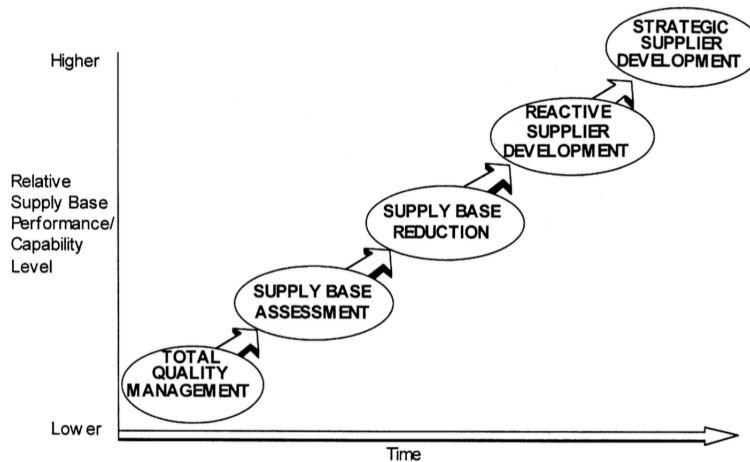 STRATEGIC
SUPPLIER
DEVELOPMENT
Higher
REACTIVE
SUPPLIER
DEVELOPMENT
Relative
Supply Base
Performance/
Capability
Level
SUPPLY BASE
REDUCTION
SUPPLY BASE
ASSESSMENT
TOTAL
QUALITY
MANAGEMENT
Lower
Time